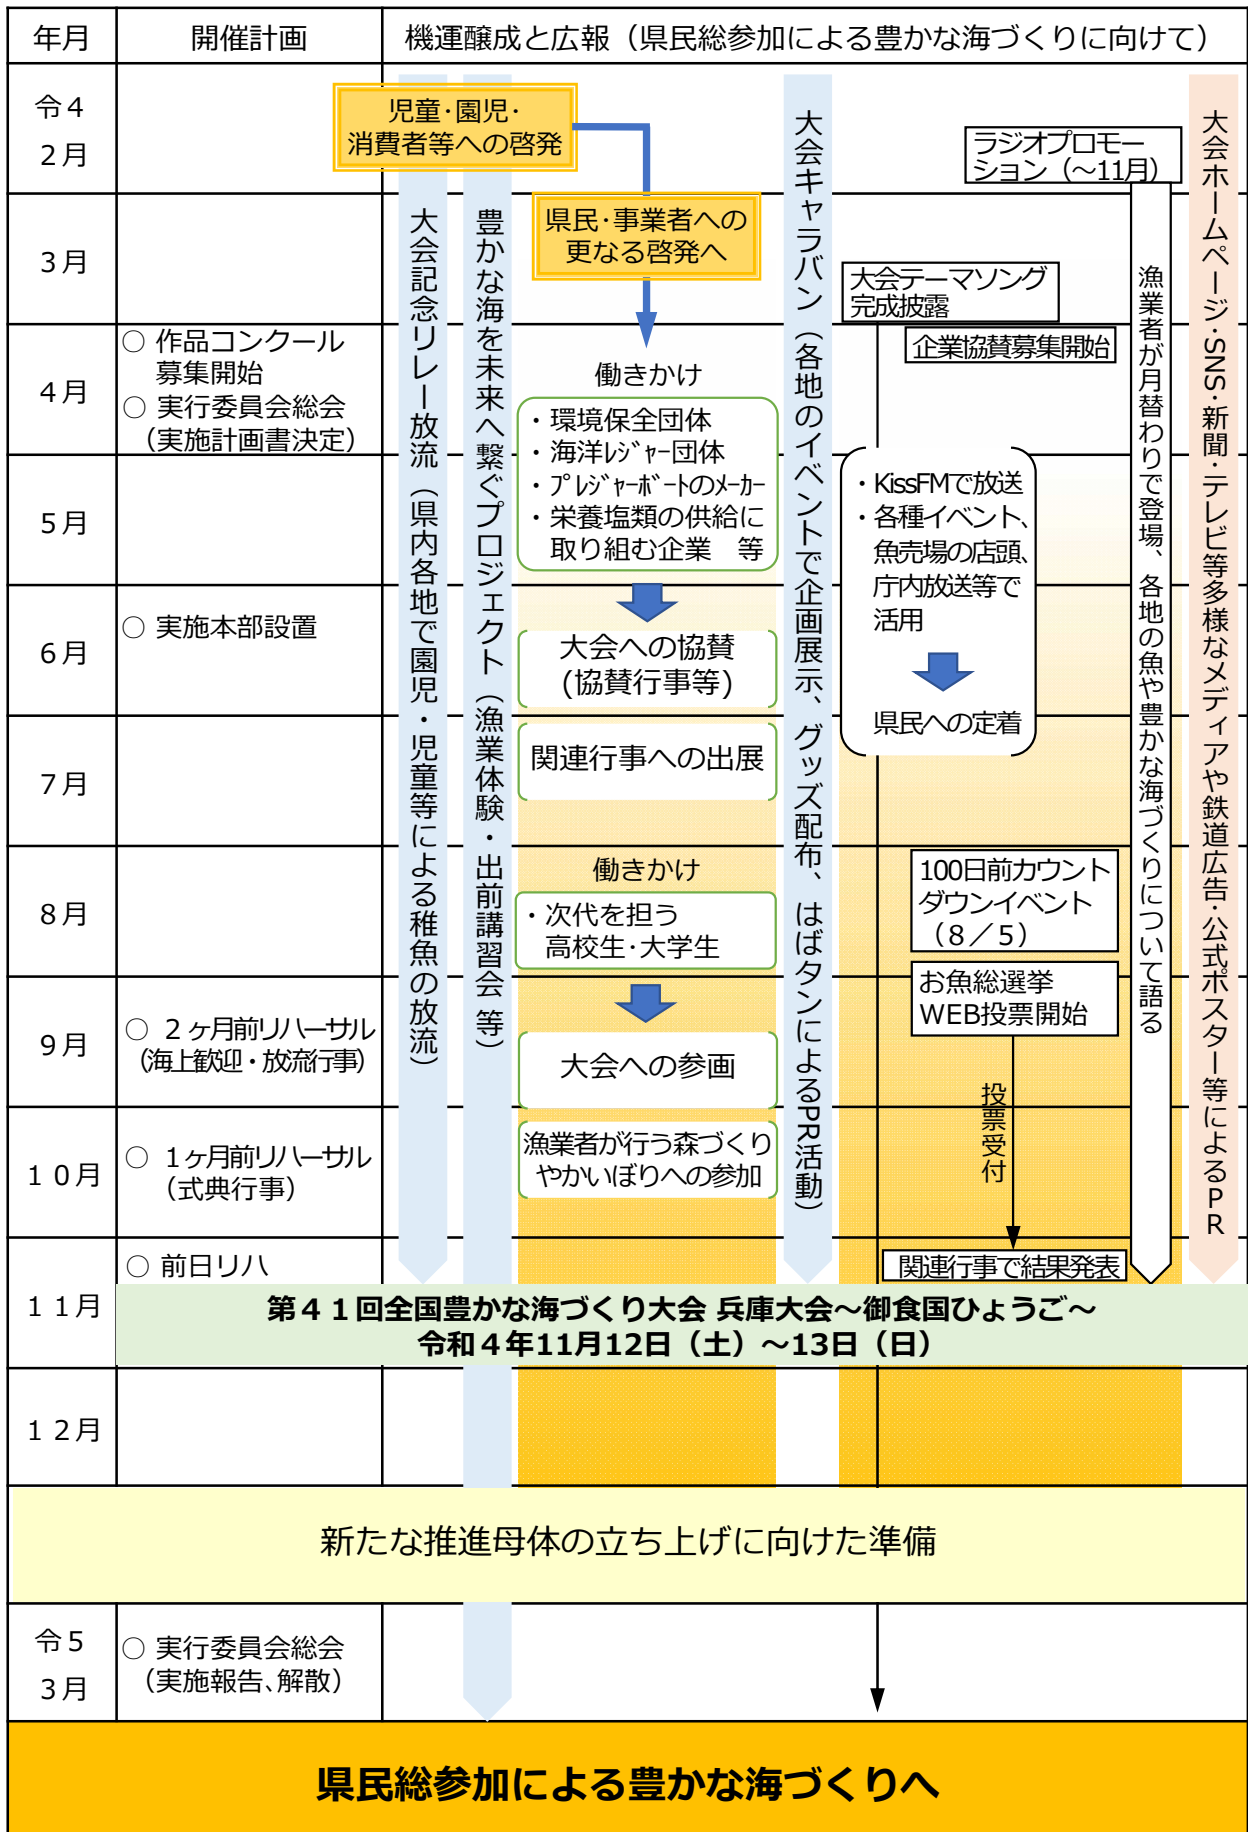 年月
開催計画
機運醸成と広報（県民総参加による豊かな海づくりに向けて）
令４
２月
児童・園児・
消費者等への啓発
ラジオプロモー
ション（～11月）
３月
県民・事業者への
更なる啓発へ
大会テーマソング
完成披露
４月
○ 作品コンクール
募集開始
○ 実行委員会総会
（実施計画書決定）
企業協賛募集開始
働きかけ
・環境保全団体
・海洋ﾚｼﾞｬｰ団体
・ﾌﾟﾚｼﾞｬｰﾎﾞｰﾄのﾒｰｶｰ
・栄養塩類の供給に
取り組む企業　等
５月
・KissFMで放送
・各種イベント、
魚売場の店頭、
庁内放送等で
活用
県民への定着
６月
○ 実施本部設置
大会への協賛
(協賛行事等)
７月
関連行事への出展
８月
働きかけ
・次代を担う
高校生・大学生
100日前カウント
ダウンイベント
（８／５）
９月
○ ２ヶ月前リハーサル
（海上歓迎・放流行事）
大会への参画
お魚総選挙
WEB投票開始
投票受付
１０月
○ １ヶ月前リハーサル
（式典行事）
漁業者が行う森づくり
やかいぼりへの参加
大会記念リレー放流（県内各地で園児・児童等による稚魚の放流）
豊かな海を未来へ繋ぐプロジェクト（漁業体験・出前講習会 等）
大会キャラバン（各地のイベントで企画展示、グッズ配布、はばタンによるPR活動）
漁業者が月替わりで登場、各地の魚や豊かな海づくりについて語る
大会ホームページ・SNS・新聞・テレビ等多様なメディアや鉄道広告・公式ポスター等によるPR
１１月
○ 前日リハ
関連行事で結果発表
第４１回全国豊かな海づくり大会 兵庫大会～御食国ひょうご～
令和４年11月12日（土）～13日（日）
１２月
新たな推進母体の立ち上げに向けた準備
令５
３月
○ 実行委員会総会
（実施報告、解散）
県民総参加による豊かな海づくりへ